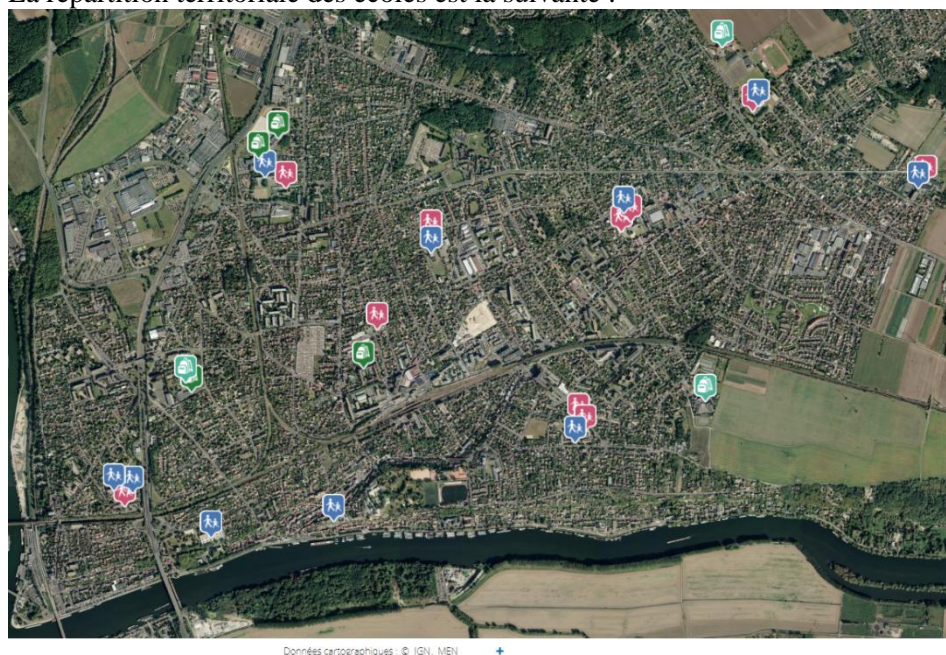 La répartition territoriale des écoles est la suivante :
Données cartographiques : © IGN, MEN +